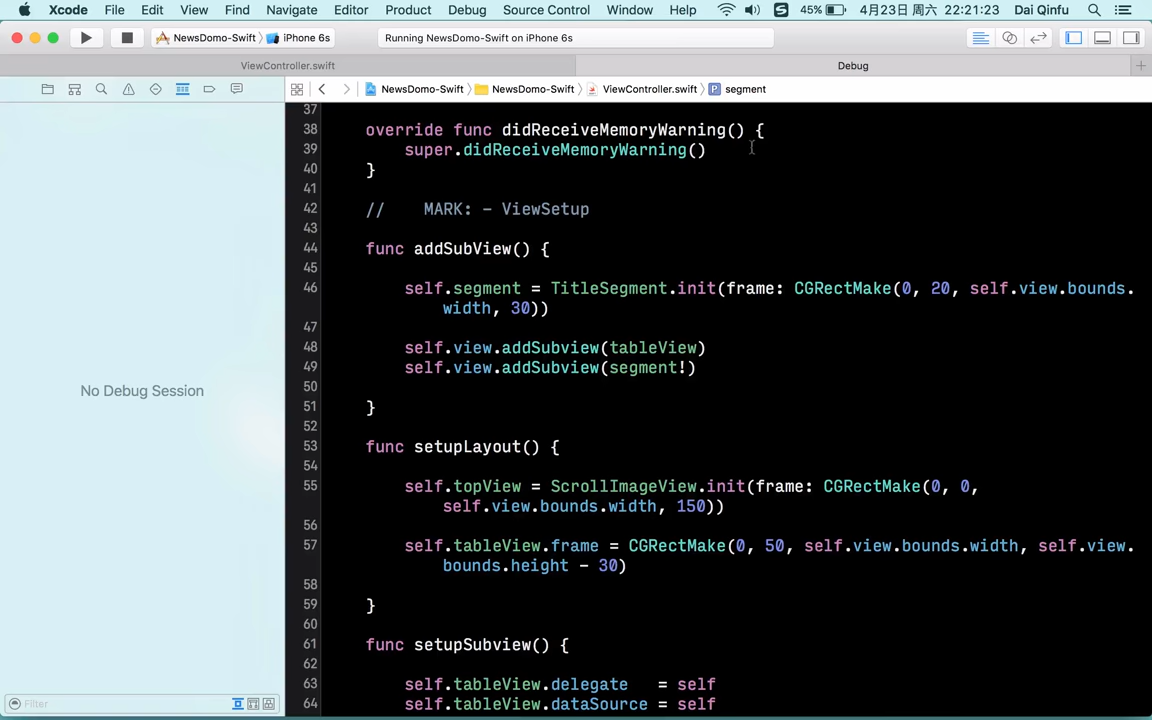 Xcode File Edit View Find Navigate Editor Product Debug Source Control Window Help 45% 4月23日 周六 22:21:23 Dai Qinfu
NewsDomo-Swift iPhone 6s Running NewsDomo-Swift on iPhone 6s
ViewController.swift Debug
NewsDomo-Swift NewsDomo-Swift ViewController.swift P segment
37
38 override func didReceiveMemoryWarning() {
39 super.didReceiveMemoryWarning()
40 }
41
42 // MARK: - ViewSetup
43
44 func addSubView() {
45
46 self.segment = TitleSegment.init(frame: CGRectMake(0, 20, self.view.bounds.
width, 30))
47
48 self.view.addSubview(tableView)
49 self.view.addSubview(segment!)
50
51 }
52
53 func setupLayout() {
54
55 self.topView = ScrollImageView.init(frame: CGRectMake(0, 0,
self.view.bounds.width, 150))
56
57 self.tableView.frame = CGRectMake(0, 50, self.view.bounds.width, self.view.
bounds.height - 30)
58
59 }
60
61 func setupSubview() {
62
63 self.tableView.delegate = self
64 self.tableView.dataSource = self
No Debug Session
Filter